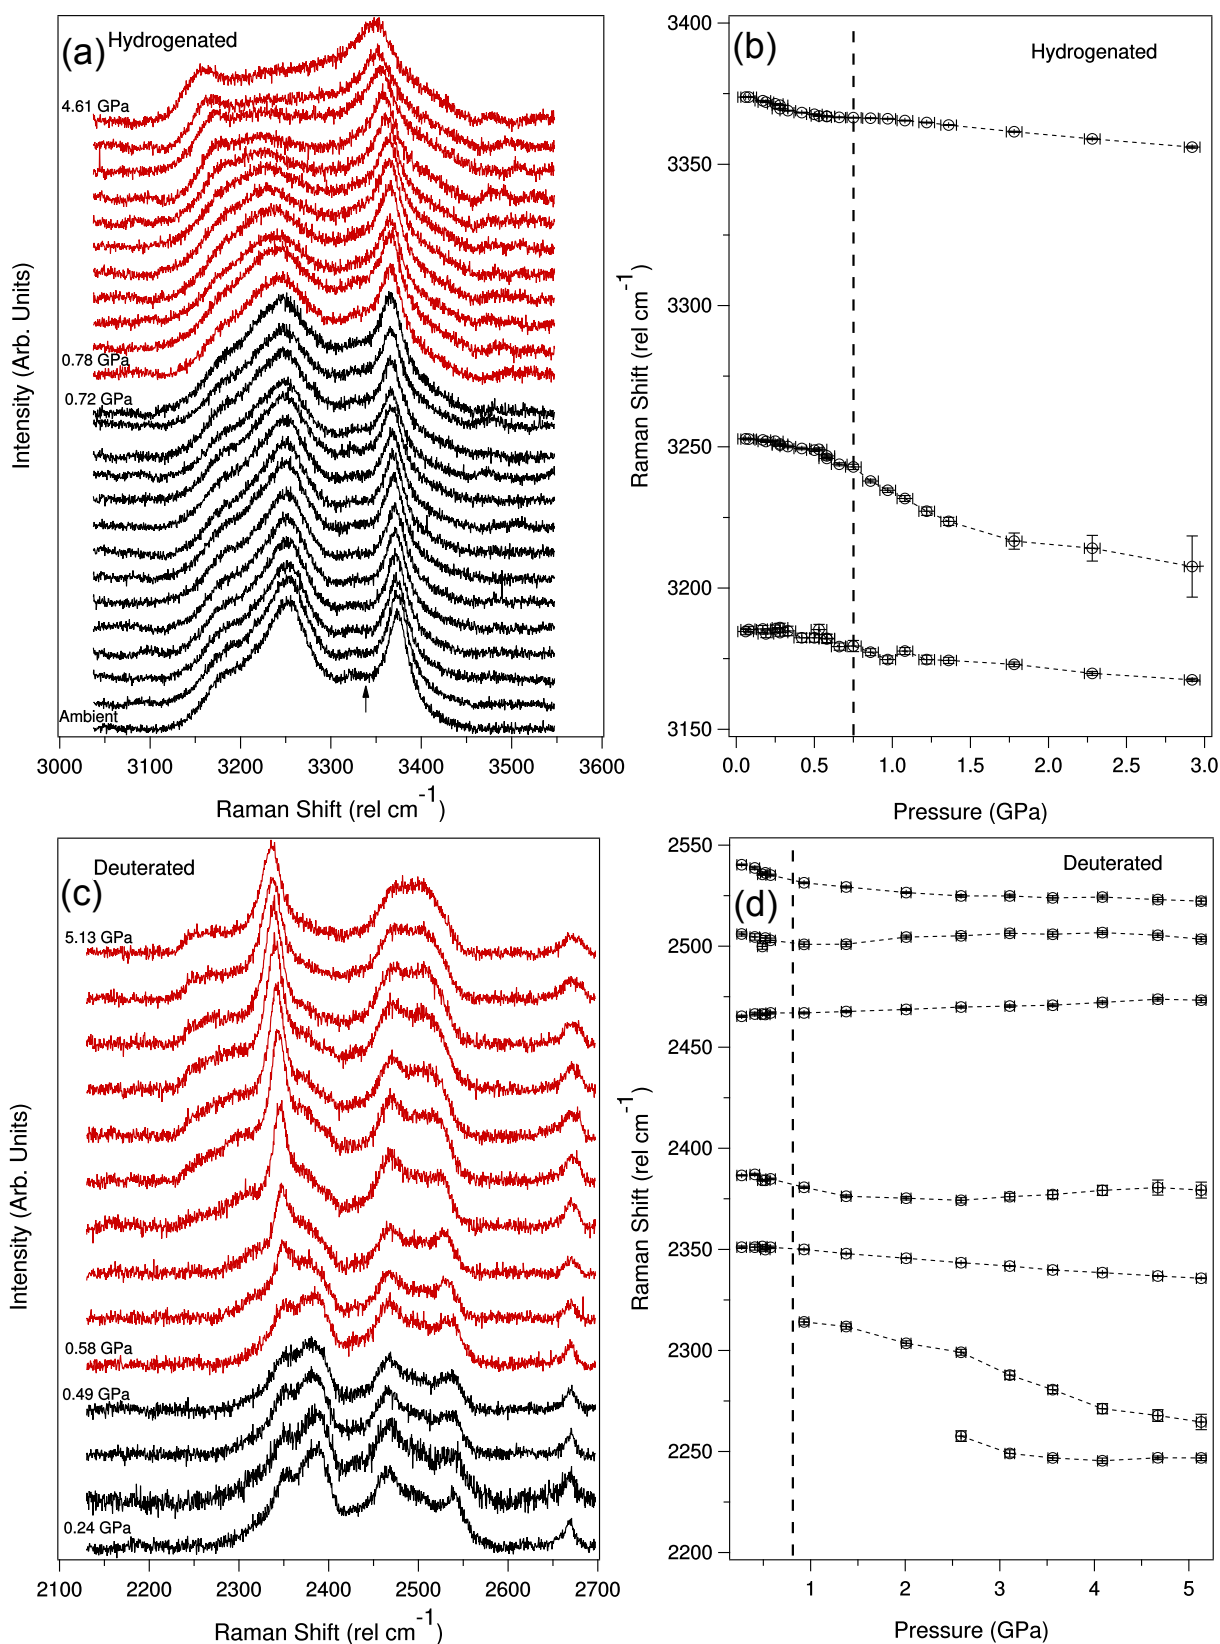 (a) Hydrogenated
4.61 GPa
0.78 GPa
0.72 GPa
Ambient
Intensity (Arb. Units)
3000 3100 3200 3300 3400 3500 3600
Raman Shift (rel cm-1)
(b) Hydrogenated
3400
3350
3300
3250
3200
3150
Raman Shift (rel cm-1)
0.0 0.5 1.0 1.5 2.0 2.5 3.0
Pressure (GPa)
(c) Deuterated
5.13 GPa
0.58 GPa
0.49 GPa
0.24 GPa
Intensity (Arb. Units)
2100 2200 2300 2400 2500 2600 2700
Raman Shift (rel cm-1)
(d) Deuterated
2550
2500
2450
2400
2350
2300
2250
2200
Raman Shift (rel cm-1)
1 2 3 4 5
Pressure (GPa)